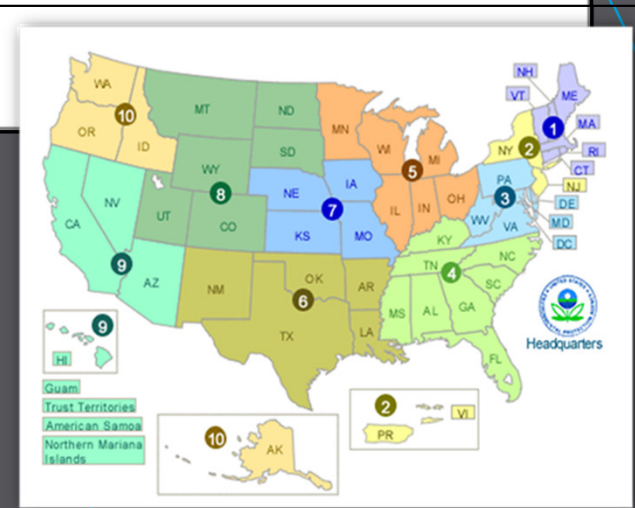 NH
VT
ME
MA
RI
CT
WA
OR
ID
10
MT
ND
SD
WY
8
UT
CO
MN
WI
MI
5
IL
IN
OH
NY
2
1
NJ
PA
3
WV
VA
DE
MD
DC
NE
IA
7
KS
MO
CA
NV
9
AZ
NM
OK
6
TX
AR
LA
KY
TN
4
NC
SC
MS
AL
GA
FL
Headquarters
9
HI
Guam
Trust Territories
American Samoa
Northern Mariana
Islands
10
AK
2
VI
PR